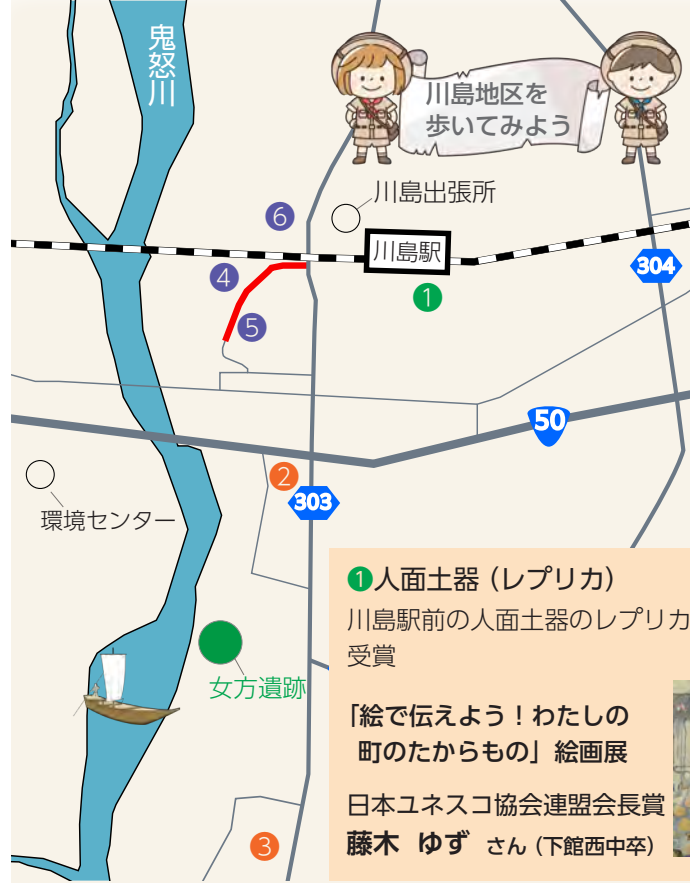 鬼怒川
川島地区を
歩いてみよう
川島出張所
⑥
川島駅
④
304
①
⑤
50
②
303
環境センター
女方遺跡
③
①人面土器（レプリカ）
川島駅前の人面土器のレプリカ
受賞
「絵で伝えよう！わたしの
町のたからもの」絵画展
日本ユネスコ協会連盟会長賞
藤木 ゆず さん（下館西中卒）